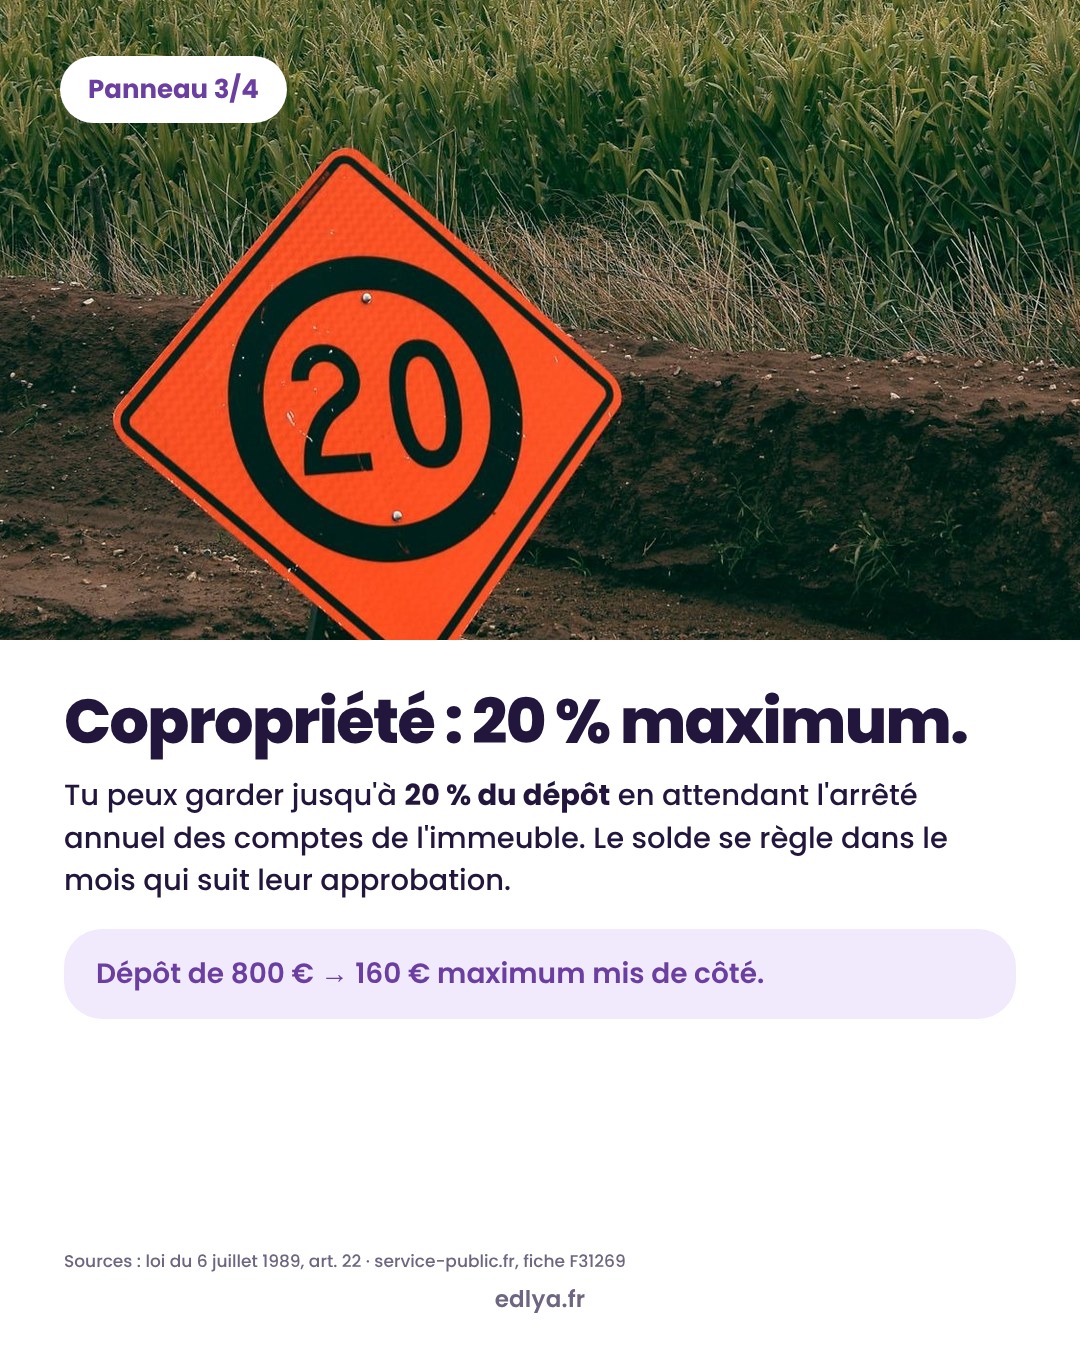 Panneau 3/4
20
Copropriété : 20 % maximum.
Tu peux garder jusqu'à 20 % du dépôt en attendant l'arrêté
annuel des comptes de l'immeuble. Le solde se règle dans le
mois qui suit leur approbation.
Dépôt de 800 € → 160 € maximum mis de côté.
Sources : loi du 6 juillet 1989, art. 22 · service-public.fr, fiche F31269
edlya.fr